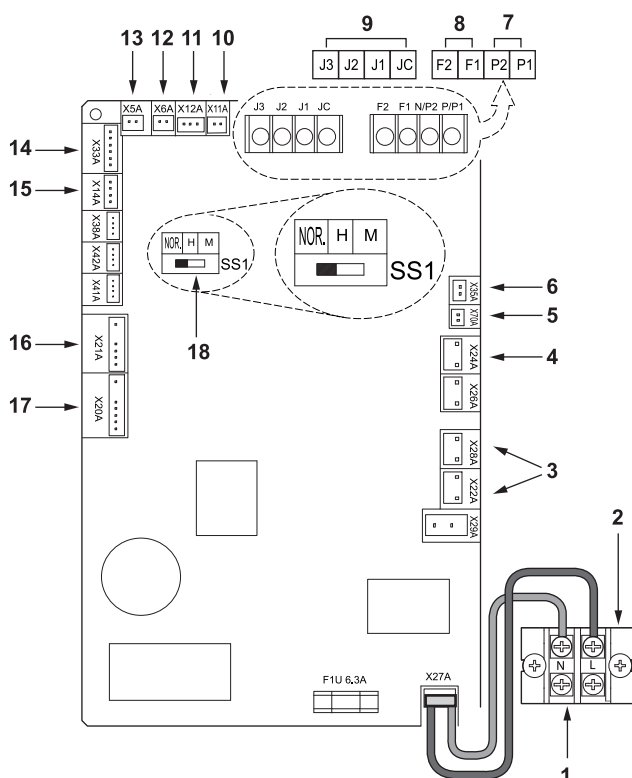 9 8 7
J3 J2 J1 JC F2 F1 P2 P1
13 12 11 10
X5A X6A X12A X11A
J3 J2 J1 JC F2 F1 N/P2 P/P1
14
X33A
15
X14A
X38A
X42A
X41A
NOR. H M
SS1
NOR. H M
SS1
18
16
X21A
17
X20A
X35A
6
X70A
5
X24A
4
X26A
X28A
3
X22A
X29A
2
N L
1
F1U 6.3A
X27A